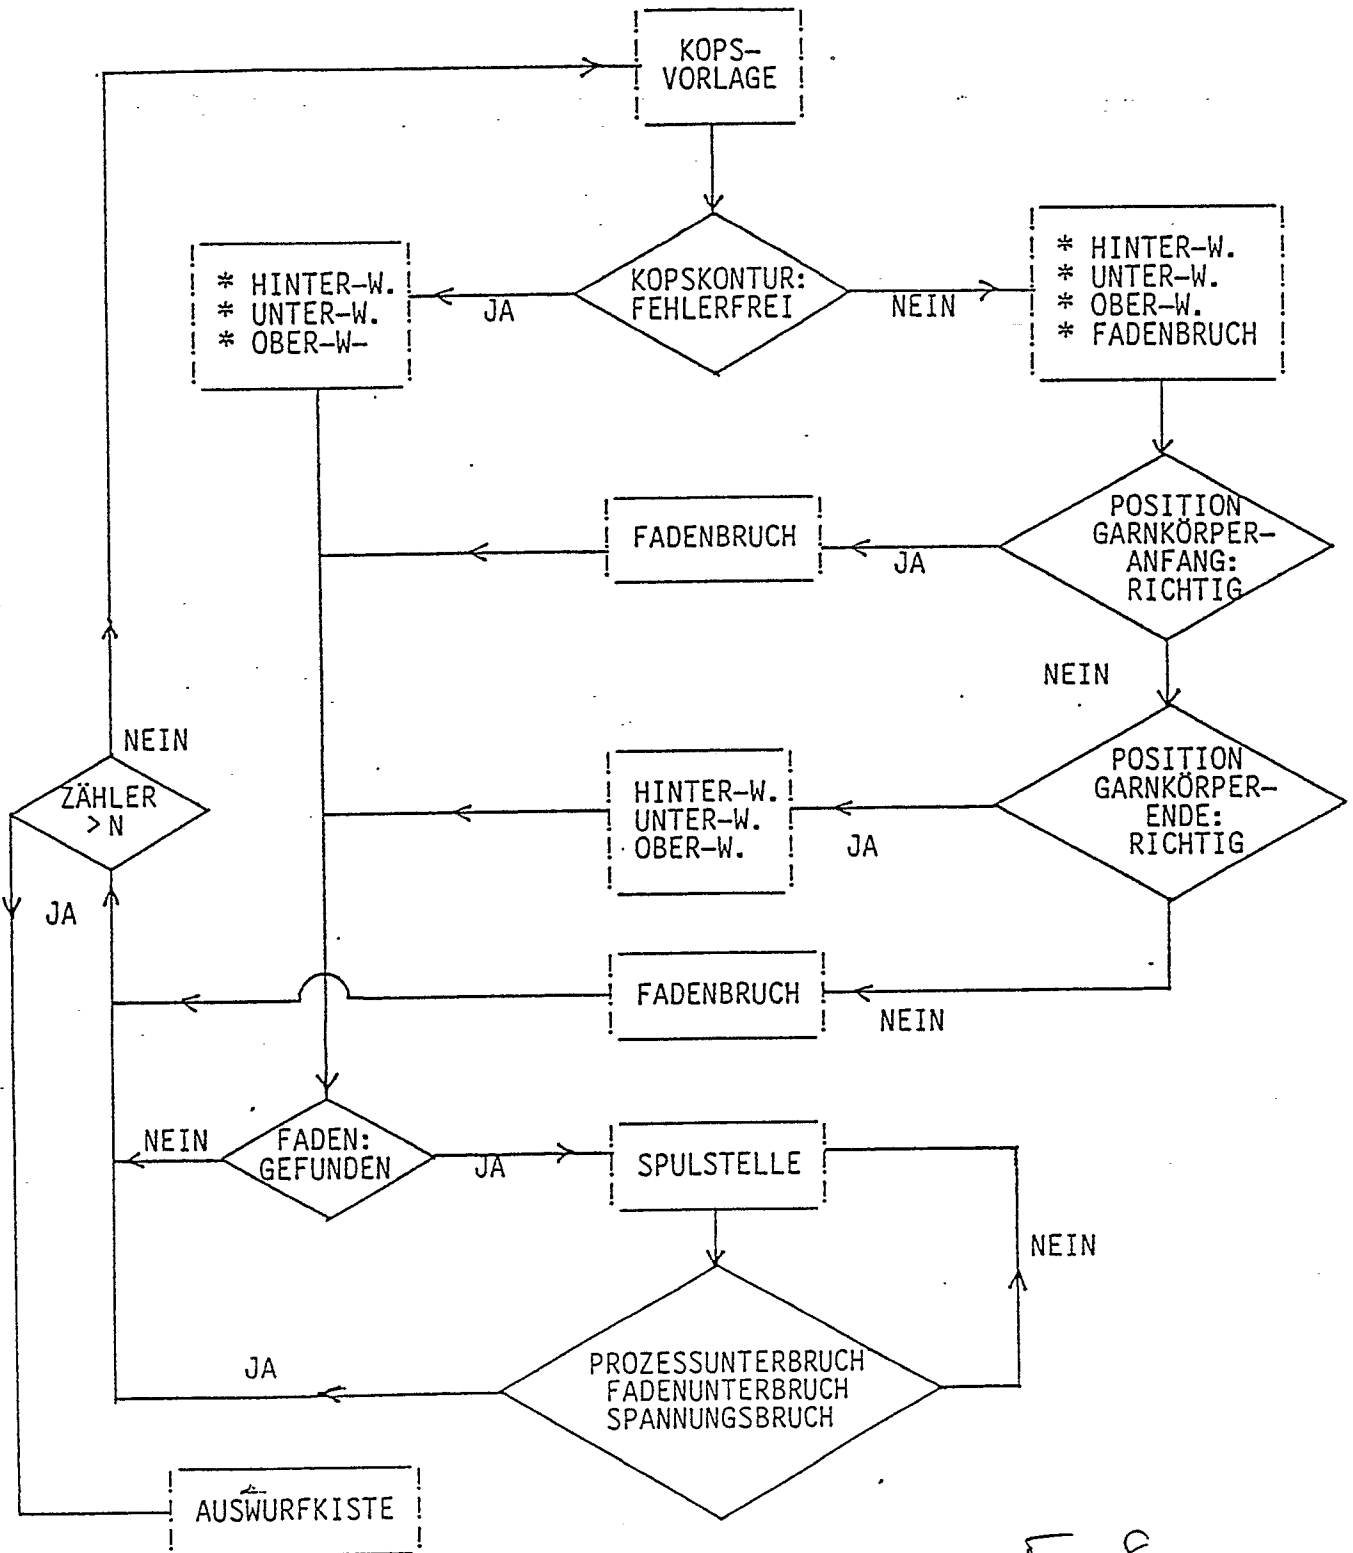 KOPS-
VORLAGE
KOPSKONTUR:
FEHLERFREI
JA
NEIN
* HINTER-W.
* UNTER-W.
* OBER-W-
* HINTER-W.
* UNTER-W.
* OBER-W.
* FADENBRUCH
POSITION
GARNKÖRPER-
ANFANG:
RICHTIG
JA
FADENBRUCH
NEIN
POSITION
GARNKÖRPER-
ENDE:
RICHTIG
JA
HINTER-W.
UNTER-W.
OBER-W.
NEIN
ZÄHLER
>N
JA
FADENBRUCH
NEIN
NEIN
FADEN:
GEFUNDEN
JA
SPULSTELLE
NEIN
PROZESSUNTERBRUCH
FADENUNTERBRUCH
SPANNUNGSBRUCH
JA
AUSWURFKISTE